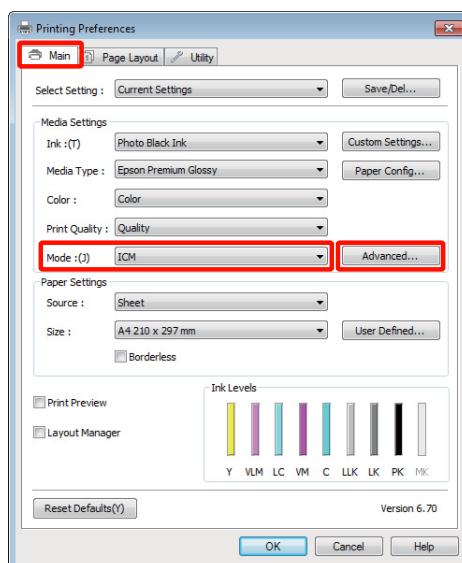 Printing Preferences
Main Page Layout Utility
Select Setting : Current Settings Save/Del...
Media Settings
Ink :(T) Photo Black Ink Custom Settings...
Media Type : Epson Premium Glossy Paper Config...
Color : Color
Print Quality : Quality
Mode :(J) ICM Advanced...
Paper Settings
Source : Sheet
Size : A4 210 x 297 mm User Defined...
Borderless
Print Preview
Layout Manager
Ink Levels
Y VLM LC VM C LLK LK PK MK
Reset Defaults(Y) Version 6.70
OK Cancel Help